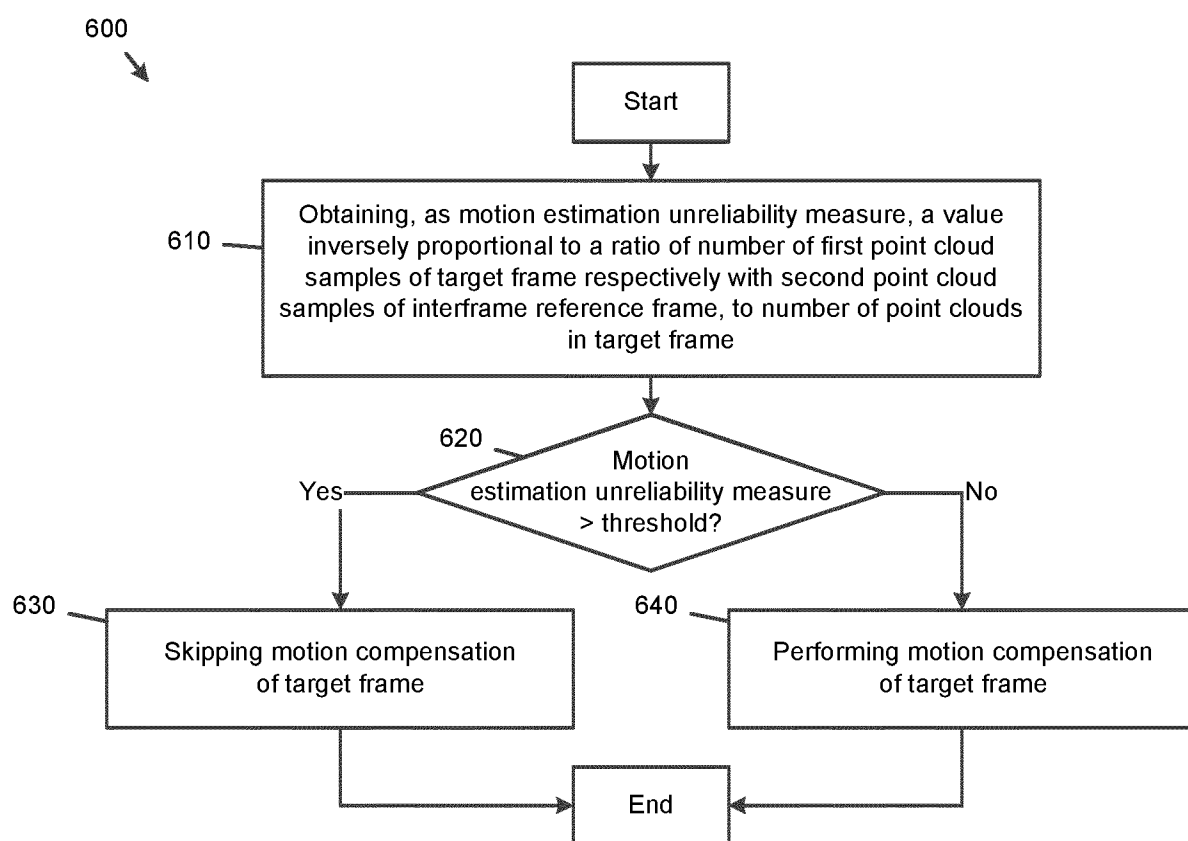 600
Start
610
Obtaining, as motion estimation unreliability measure, a value
inversely proportional to a ratio of number of first point cloud
samples of target frame respectively with second point cloud
samples of interframe reference frame, to number of point clouds
in target frame
620
Motion
estimation unreliability measure
> threshold?
Yes
No
630
Skipping motion compensation
of target frame
640
Performing motion compensation
of target frame
End